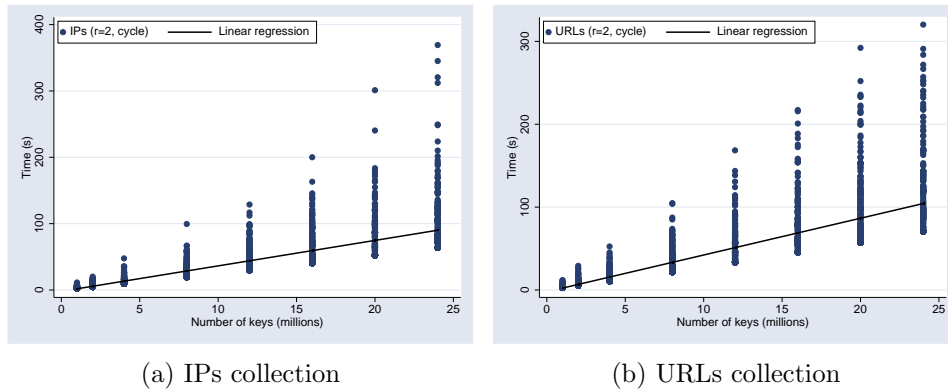 IPs (r=2, cycle) Linear regression
400
300
200
100
0
Time (s)
0 5 10 15 20 25
Number of keys (millions)
(a) IPs collection
URLs (r=2, cycle) Linear regression
300
200
100
0
Time (s)
0 5 10 15 20 25
Number of keys (millions)
(b) URLs collection